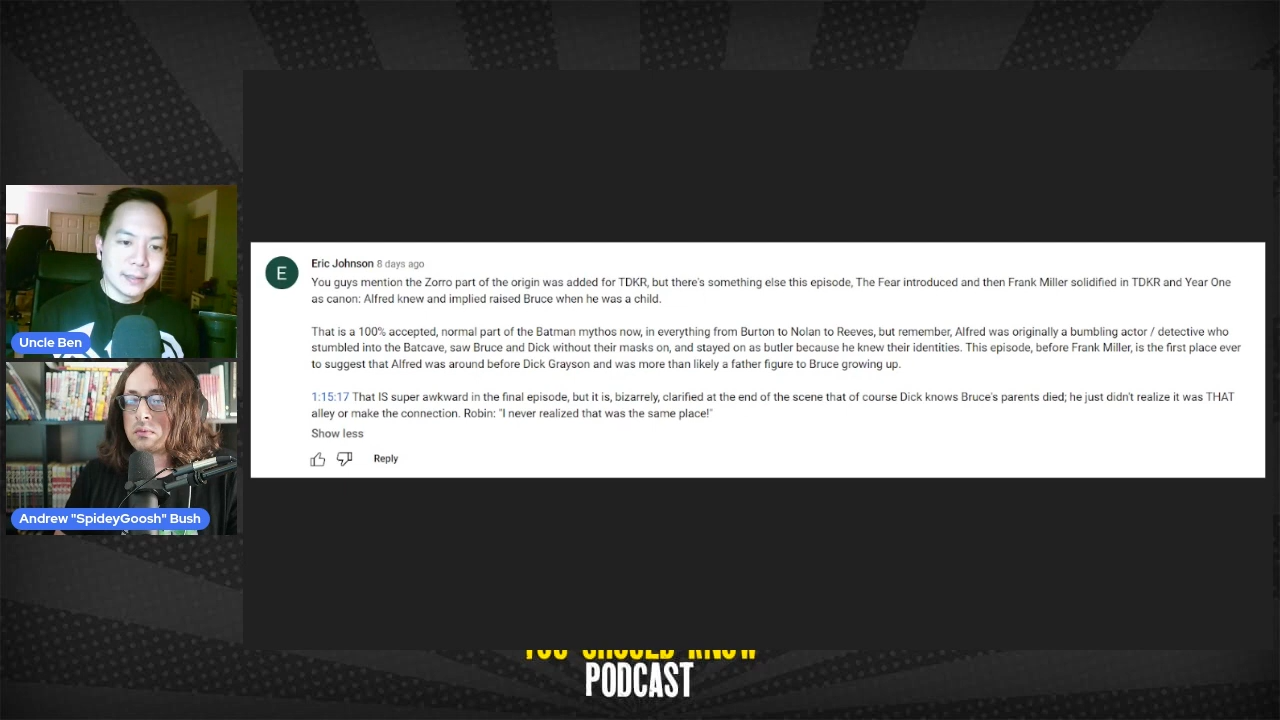 Uncle Ben
Andrew "SpideyGoosh" Bush
E
Eric Johnson 8 days ago
You guys mention the Zorro part of the origin was added for TDKR, but there's something else this episode, The Fear introduced and then Frank Miller solidified in TDKR and Year One
as canon: Alfred knew and implied raised Bruce when he was a child.
That is a 100% accepted, normal part of the Batman mythos now, in everything from Burton to Nolan to Reeves, but remember, Alfred was originally a bumbling actor / detective who
stumbled into the Batcave, saw Bruce and Dick without their masks on, and stayed on as butler because he knew their identities. This episode, before Frank Miller, is the first place ever
to suggest that Alfred was around before Dick Grayson and was more than likely a father figure to Bruce growing up.
1:15:17 That IS super awkward in the final episode, but it is, bizarrely, clarified at the end of the scene that of course Dick knows Bruce's parents died; he just didn't realize it was THAT
alley or make the connection. Robin: "I never realized that was the same place!"
Show less
Reply
YOU SHOULD KNOW
PODCAST